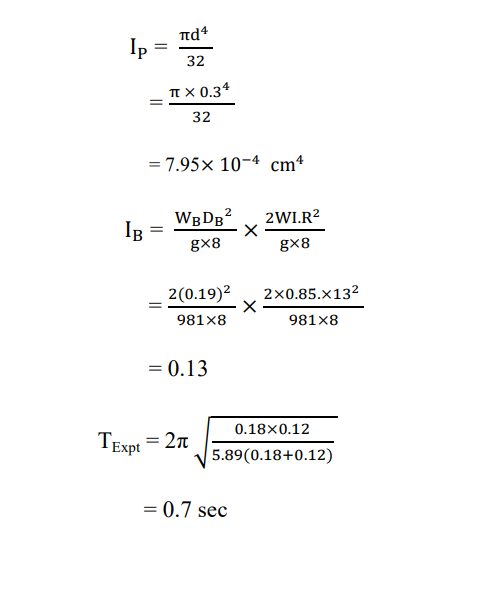 I_P = πd⁴/32
= π × 0.3⁴/32
= 7.95× 10⁻⁴ cm⁴
I_B = W_BD_B²/g×8 × 2WI.R²/g×8
= 2(0.19)²/981×8 × 2×0.85.×13²/981×8
= 0.13
T_Expt = 2π √(0.18×0.12/5.89(0.18+0.12))
= 0.7 sec